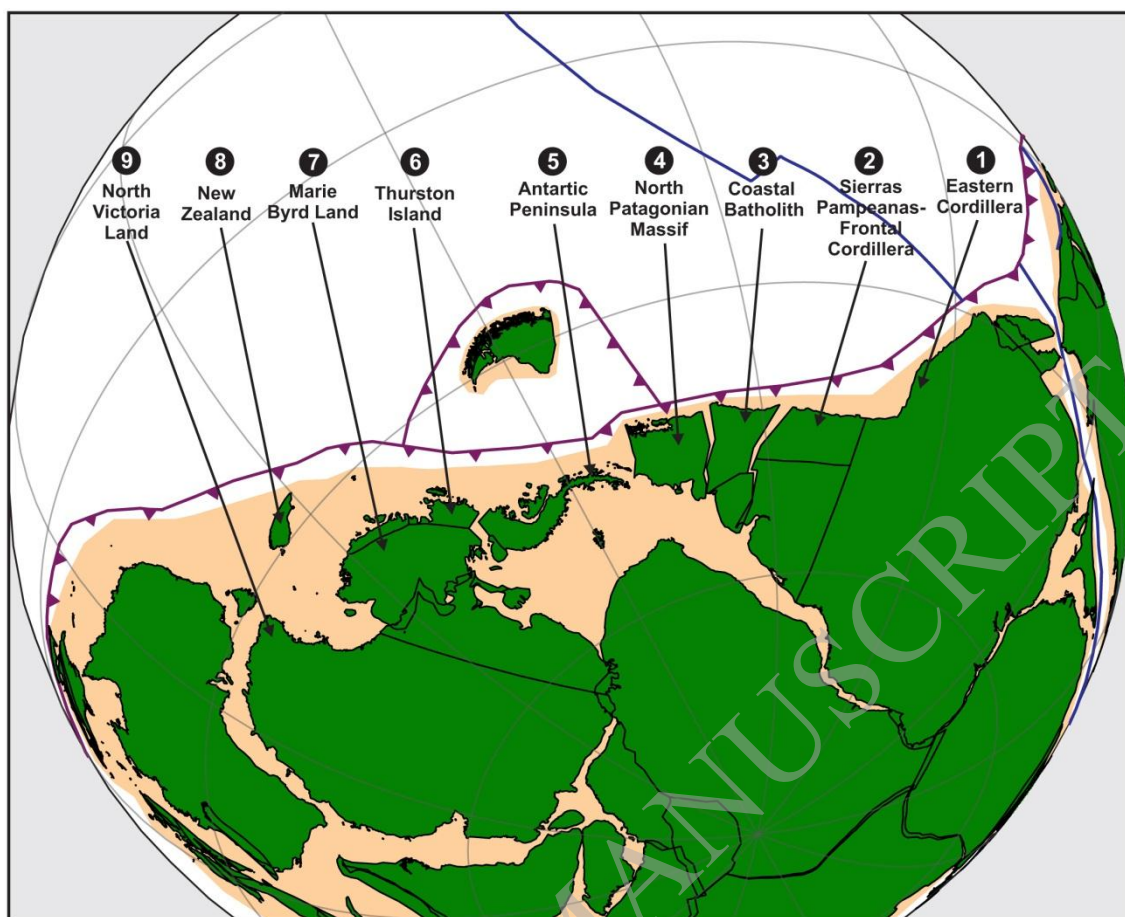 9
North
Victoria
Land
8
New
Zealand
7
Marie
Byrd Land
6
Thurston
Island
5
Antartic
Peninsula
4
North
Patagonian
Massif
3
Coastal
Batholith
2
Sierras
Pampeanas-
Frontal
Cordillera
1
Eastern
Cordillera
ANUSCRIPT